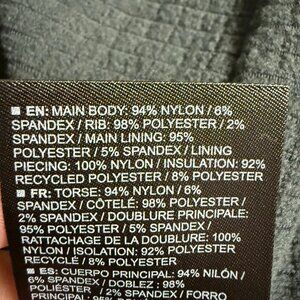 EN: MAIN BODY: 94% NYLON / 6%
SPANDEX / RIB: 98% POLYESTER / 2%
SPANDEX / MAIN LINING: 95%
POLYESTER / 5% SPANDEX / LINING
PIECING: 100% NYLON / INSULATION: 92%
RECYCLED POLYESTER / 8% POLYESTER
FR: TORSE: 94% NYLON / 6%
SPANDEX / CÔTELÉ: 98% POLYESTER /
2% SPANDEX / DOUBLURE PRINCIPALE:
95% POLYESTER / 5% SPANDEX /
RATTACHAGE DE LA DOUBLURE: 100%
NYLON / ISOLATION: 92% POLYESTER
RECYCLÉ / 8% POLYESTER
ES: CUERPO PRINCIPAL: 94% NILÓN /
6% SPANDEX / DOBLEZ: 98%
POLIÉSTER / 2% SPANDEX / FORRO
PRINCIPAL: 95%